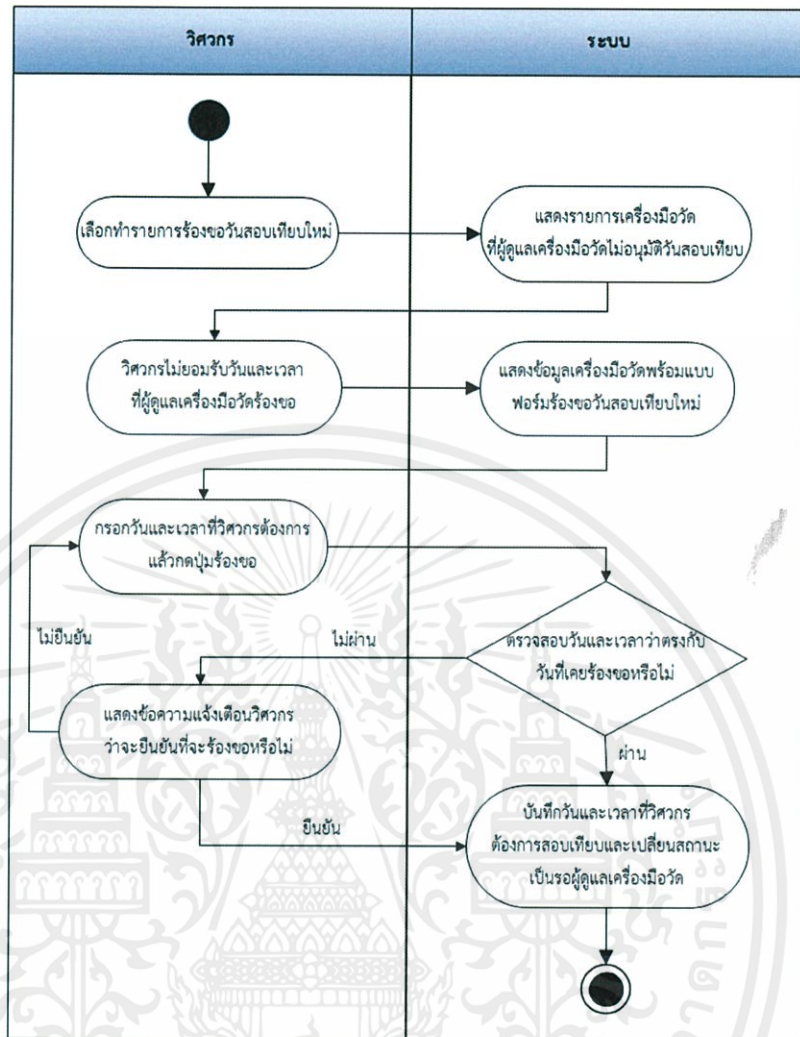 วิศวกร
ระบบ
เลือกทำรายการร้องขอวันสอบเทียบใหม่
แสดงรายการเครื่องมือวัด
ที่ผู้ดูแลเครื่องมือวัดไม่อนุมัติวันสอบเทียบ
วิศวกรไม่ยอมรับวันและเวลา
ที่ผู้ดูแลเครื่องมือวัดร้องขอ
แสดงข้อมูลเครื่องมือวัดพร้อมแบบ
ฟอร์มร้องขอวันสอบเทียบใหม่
กรอกวันและเวลาที่วิศวกรต้องการ
แล้วกดปุ่มร้องขอ
ไม่ยืนยัน
ไม่ผ่าน
ตรวจสอบวันและเวลาว่าตรงกับ
วันที่เคยร้องขอหรือไม่
แสดงข้อความแจ้งเตือนวิศวกร
ว่าจะยืนยันที่จะร้องขอหรือไม่
ผ่าน
ยืนยัน
บันทึกวันและเวลาที่วิศวกร
ต้องการสอบเทียบและเปลี่ยนสถานะ
เป็นรอผู้ดูแลเครื่องมือวัด